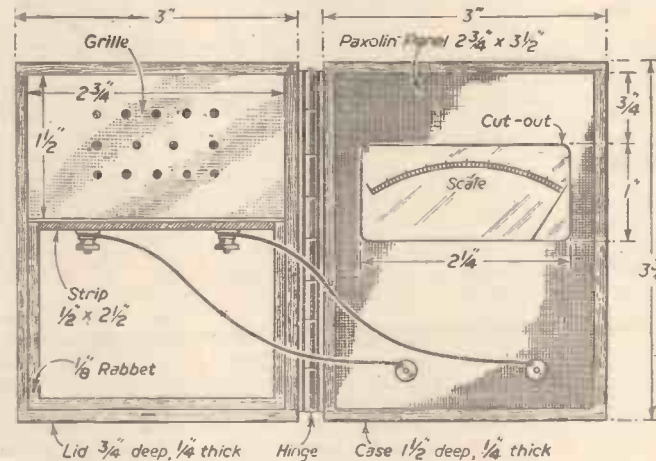 3"
3"
Grille
Paxolin Panel 2¾" x 3½"
2¾"
1½"
¾"
Cut-out
Scale
1"
2¼"
Strip
½" x 2½"
⅛" Rabbet
Lid ¾" deep, ¼" thick
Hinge
Case 1½" deep, ¼" thick